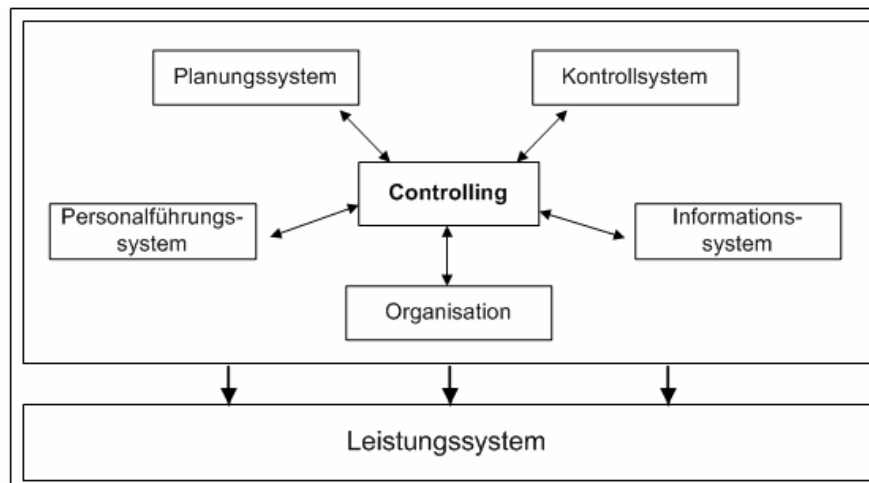 Planungssystem
Kontrollsystem
Controlling
Personalführungs-
system
Informations-
system
Organisation
Leistungssystem